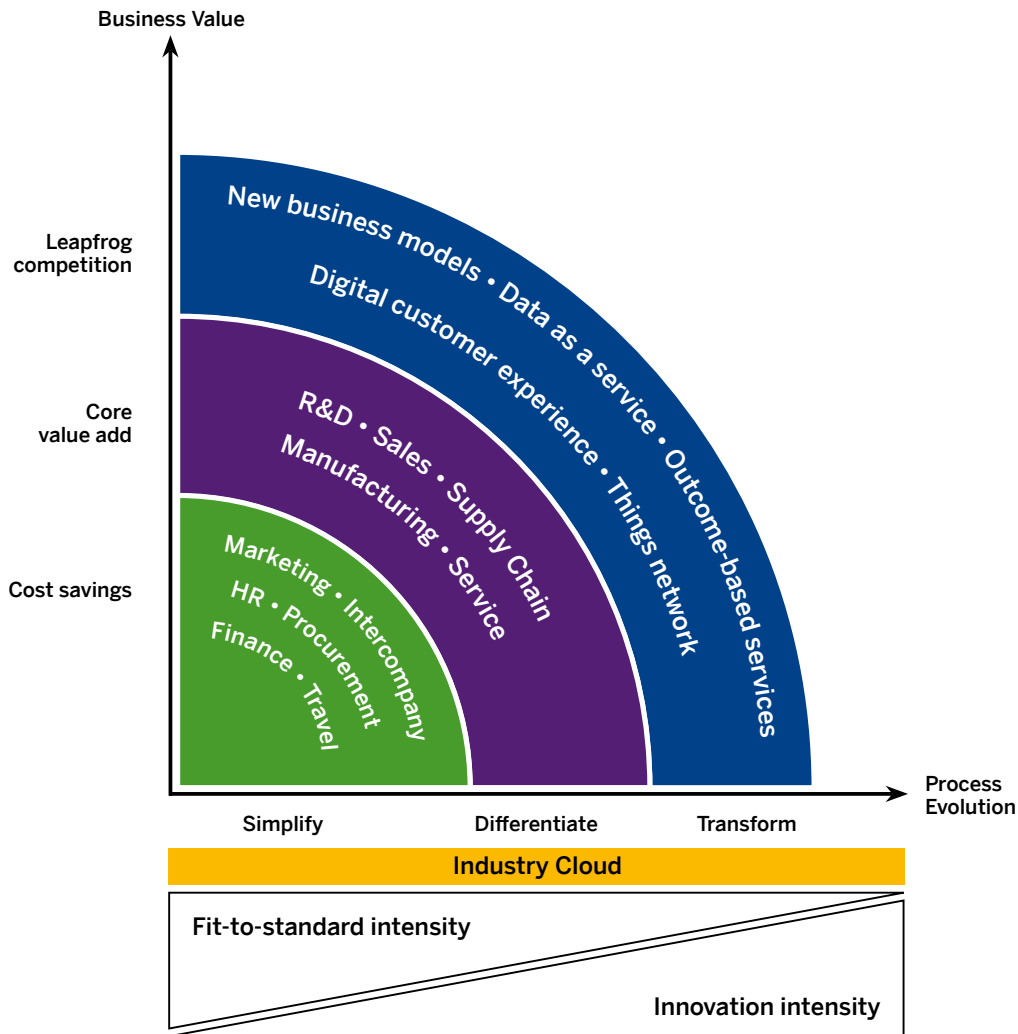 Business Value
Leapfrog
competition
Core
value add
Cost savings
New business models • Data as a service • Outcome-based services
Digital customer experience • Things network
R&D • Sales • Supply Chain
Manufacturing • Service
Marketing • Intercompany
HR • Procurement
Finance • Travel
Process
Evolution
Simplify
Differentiate
Transform
Industry Cloud
Fit-to-standard intensity
Innovation intensity